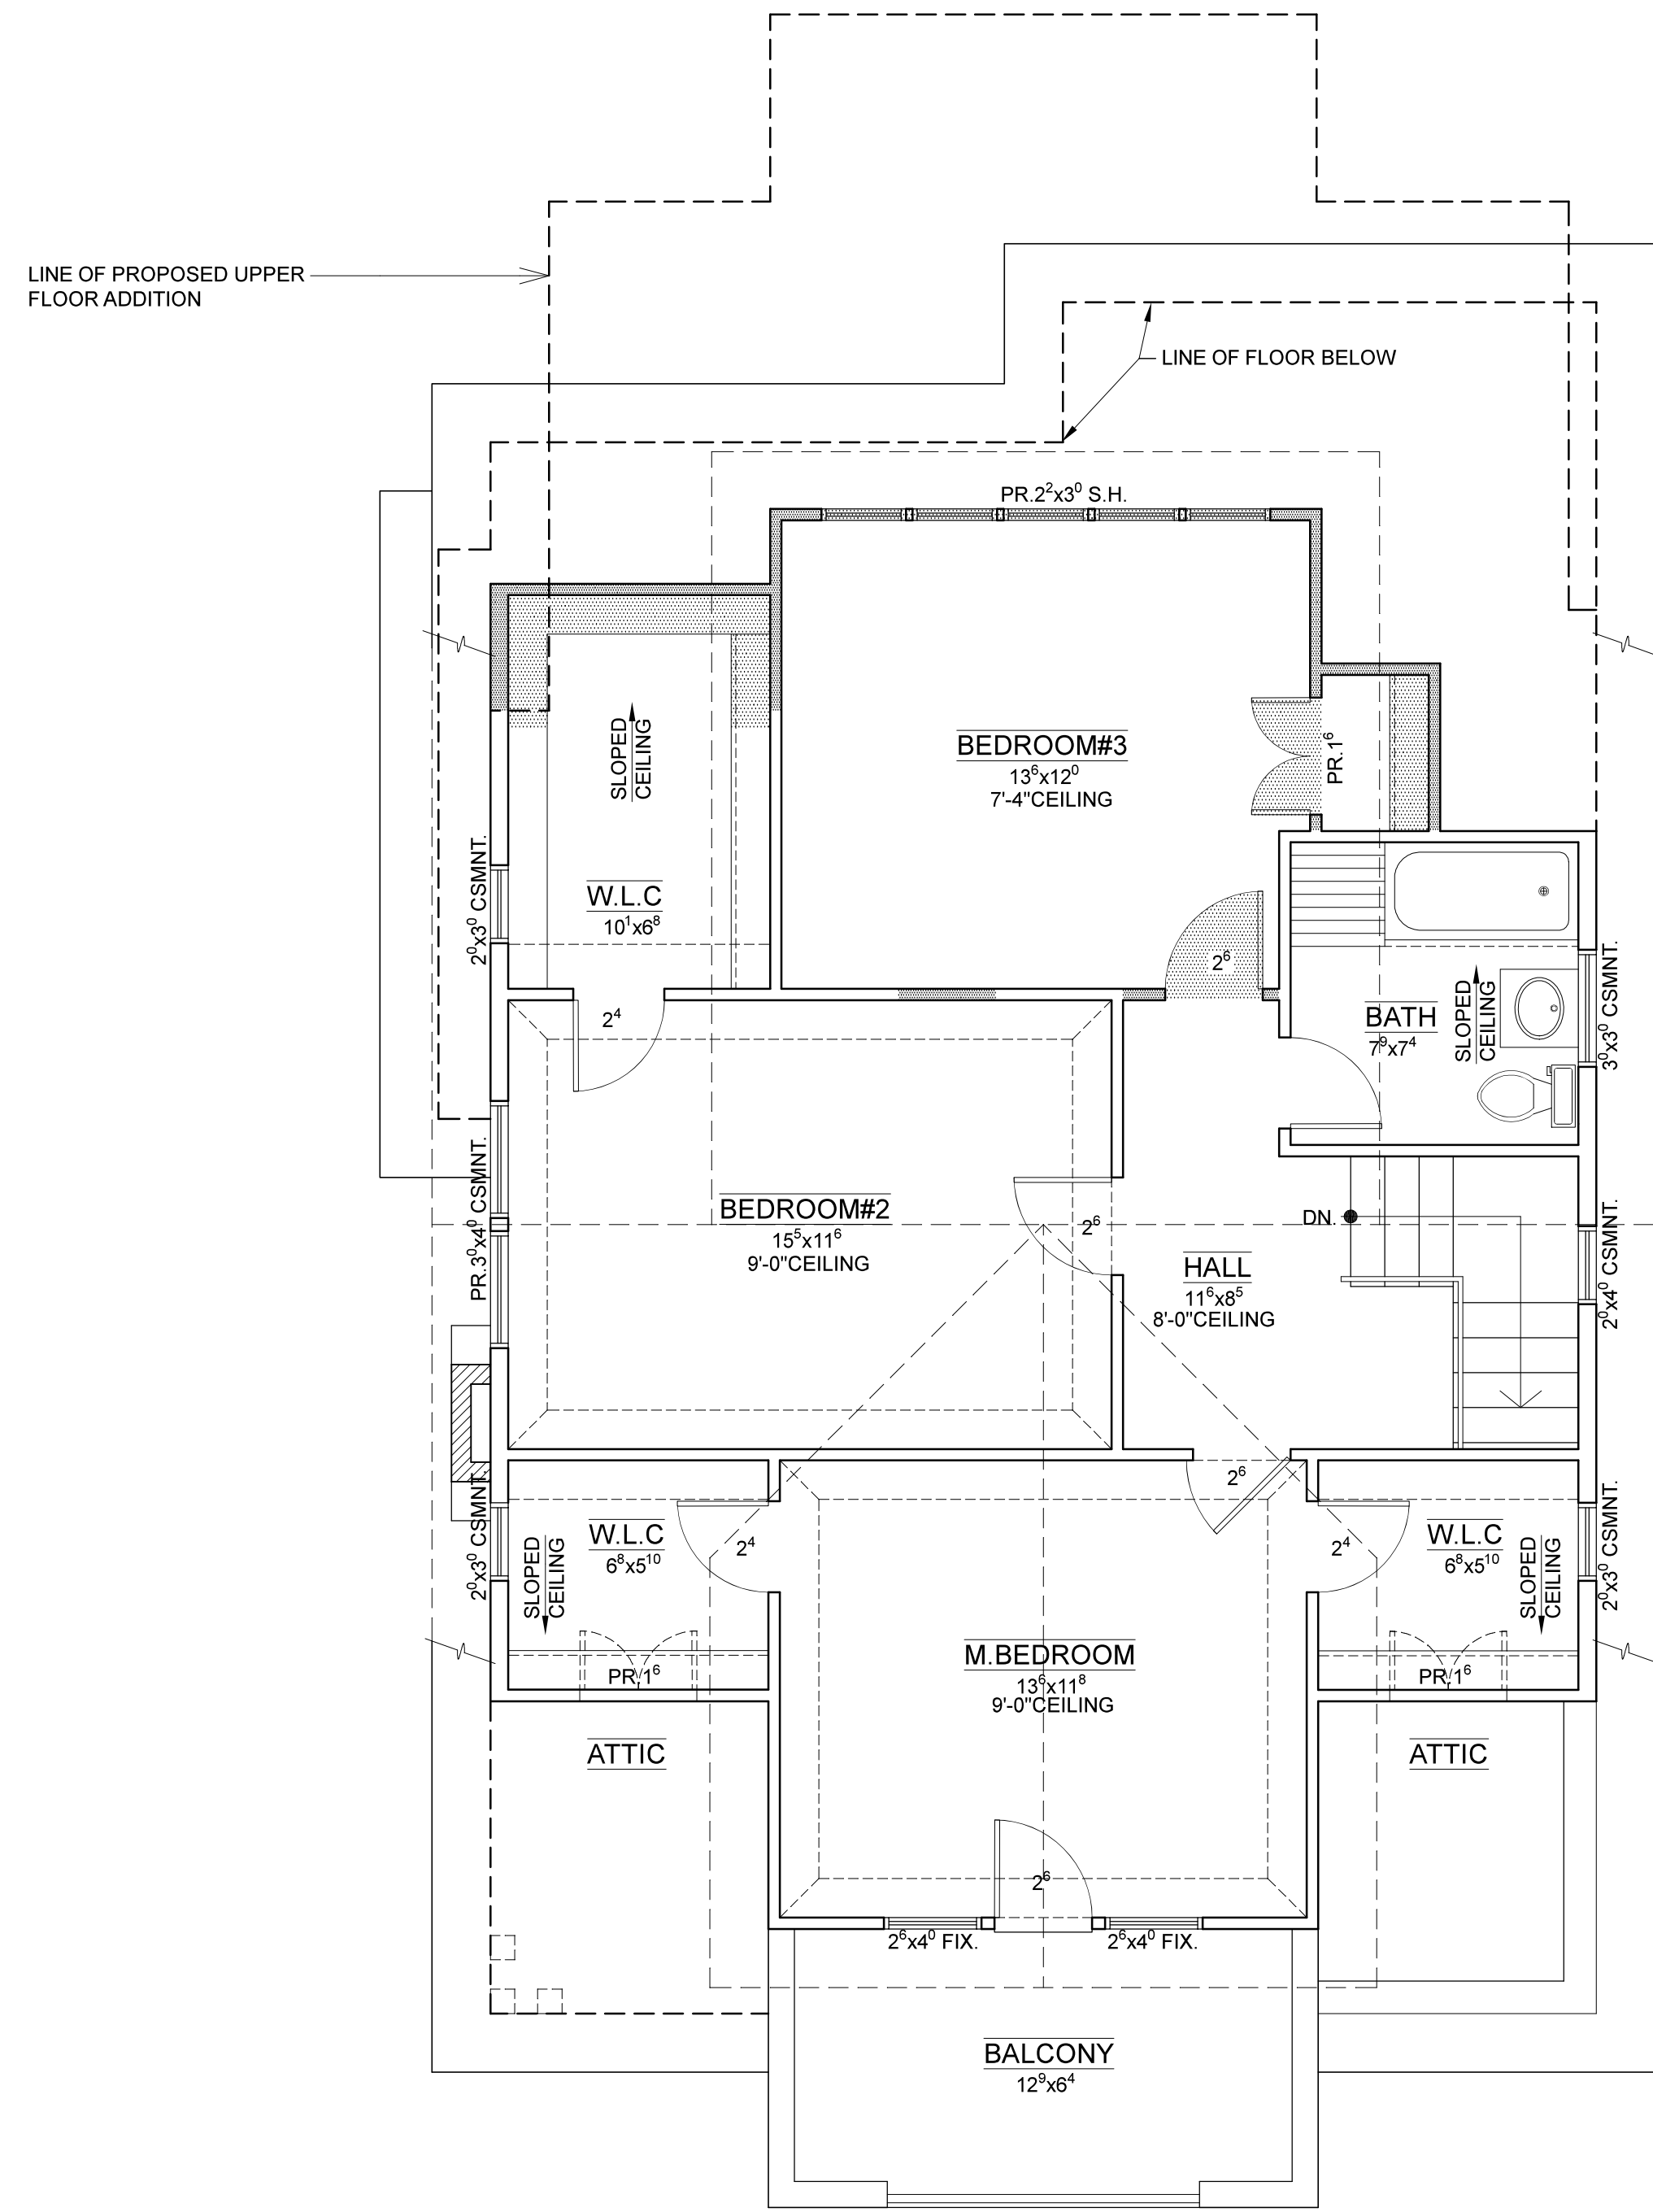 LINE OF PROPOSED UPPER
FLOOR ADDITION
LINE OF FLOOR BELOW
PR.2²x3⁰ S.H.
SLOPED
CEILING
BEDROOM#3
13⁶x12⁰
7'-4"CEILING
PR.1⁶
2⁰x3⁰ CSMNT.
W.L.C
10¹x6⁸
2⁶
2⁴
BATH
7⁹x7⁴
SLOPED
CEILING
3⁰x3⁰ CSMNT.
PR.3⁰x4⁰ CSMNT.
BEDROOM#2
15⁵x11⁶
9'-0"CEILING
2⁶
DN.
HALL
11⁶x8⁵
8'-0"CEILING
2⁰x4⁰ CSMNT.
2⁶
2⁰x3⁰ CSMNT.
SLOPED
CEILING
W.L.C
6⁸x5¹⁰
2⁴
2⁴
W.L.C
6⁸x5¹⁰
SLOPED
CEILING
2⁰x3⁰ CSMNT.
PR.1⁶
M.BEDROOM
13⁶x11⁸
9'-0"CEILING
PR.1⁶
ATTIC
ATTIC
2⁶
2⁶x4⁰ FIX.
2⁶x4⁰ FIX.
BALCONY
12⁹x6⁴